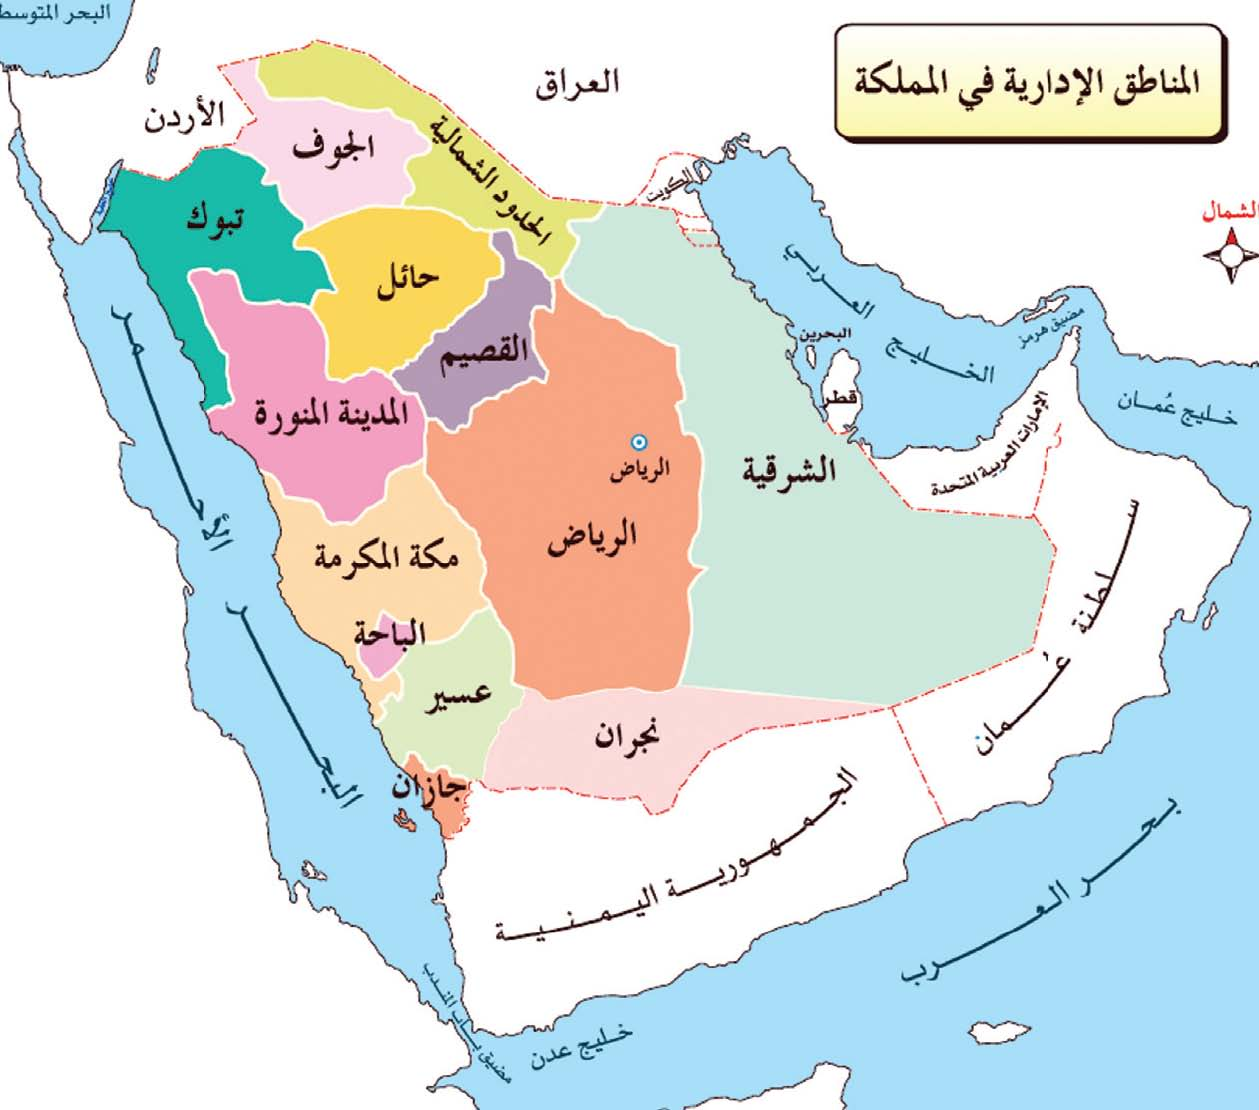 البحر المتوسط
المناطق الإدارية في المملكة
العراق
الأردن
الشمال
الجوف
الحدود الشمالية
الكويت
تبوك
حائل
القصيم
الخليج العربي
مضيق هرمز
البحرين
قطر
خليج عُمان
الإمارات العربية المتحدة
المدينة المنورة
الرياض
الرياض
الشرقية
البحر الأحمر
مكة المكرمة
الباحة
عسير
نجران
جازان
سلطنة عُمان
الجمهورية اليمنية
بحر العرب
مضيق باب المندب
خليج عدن